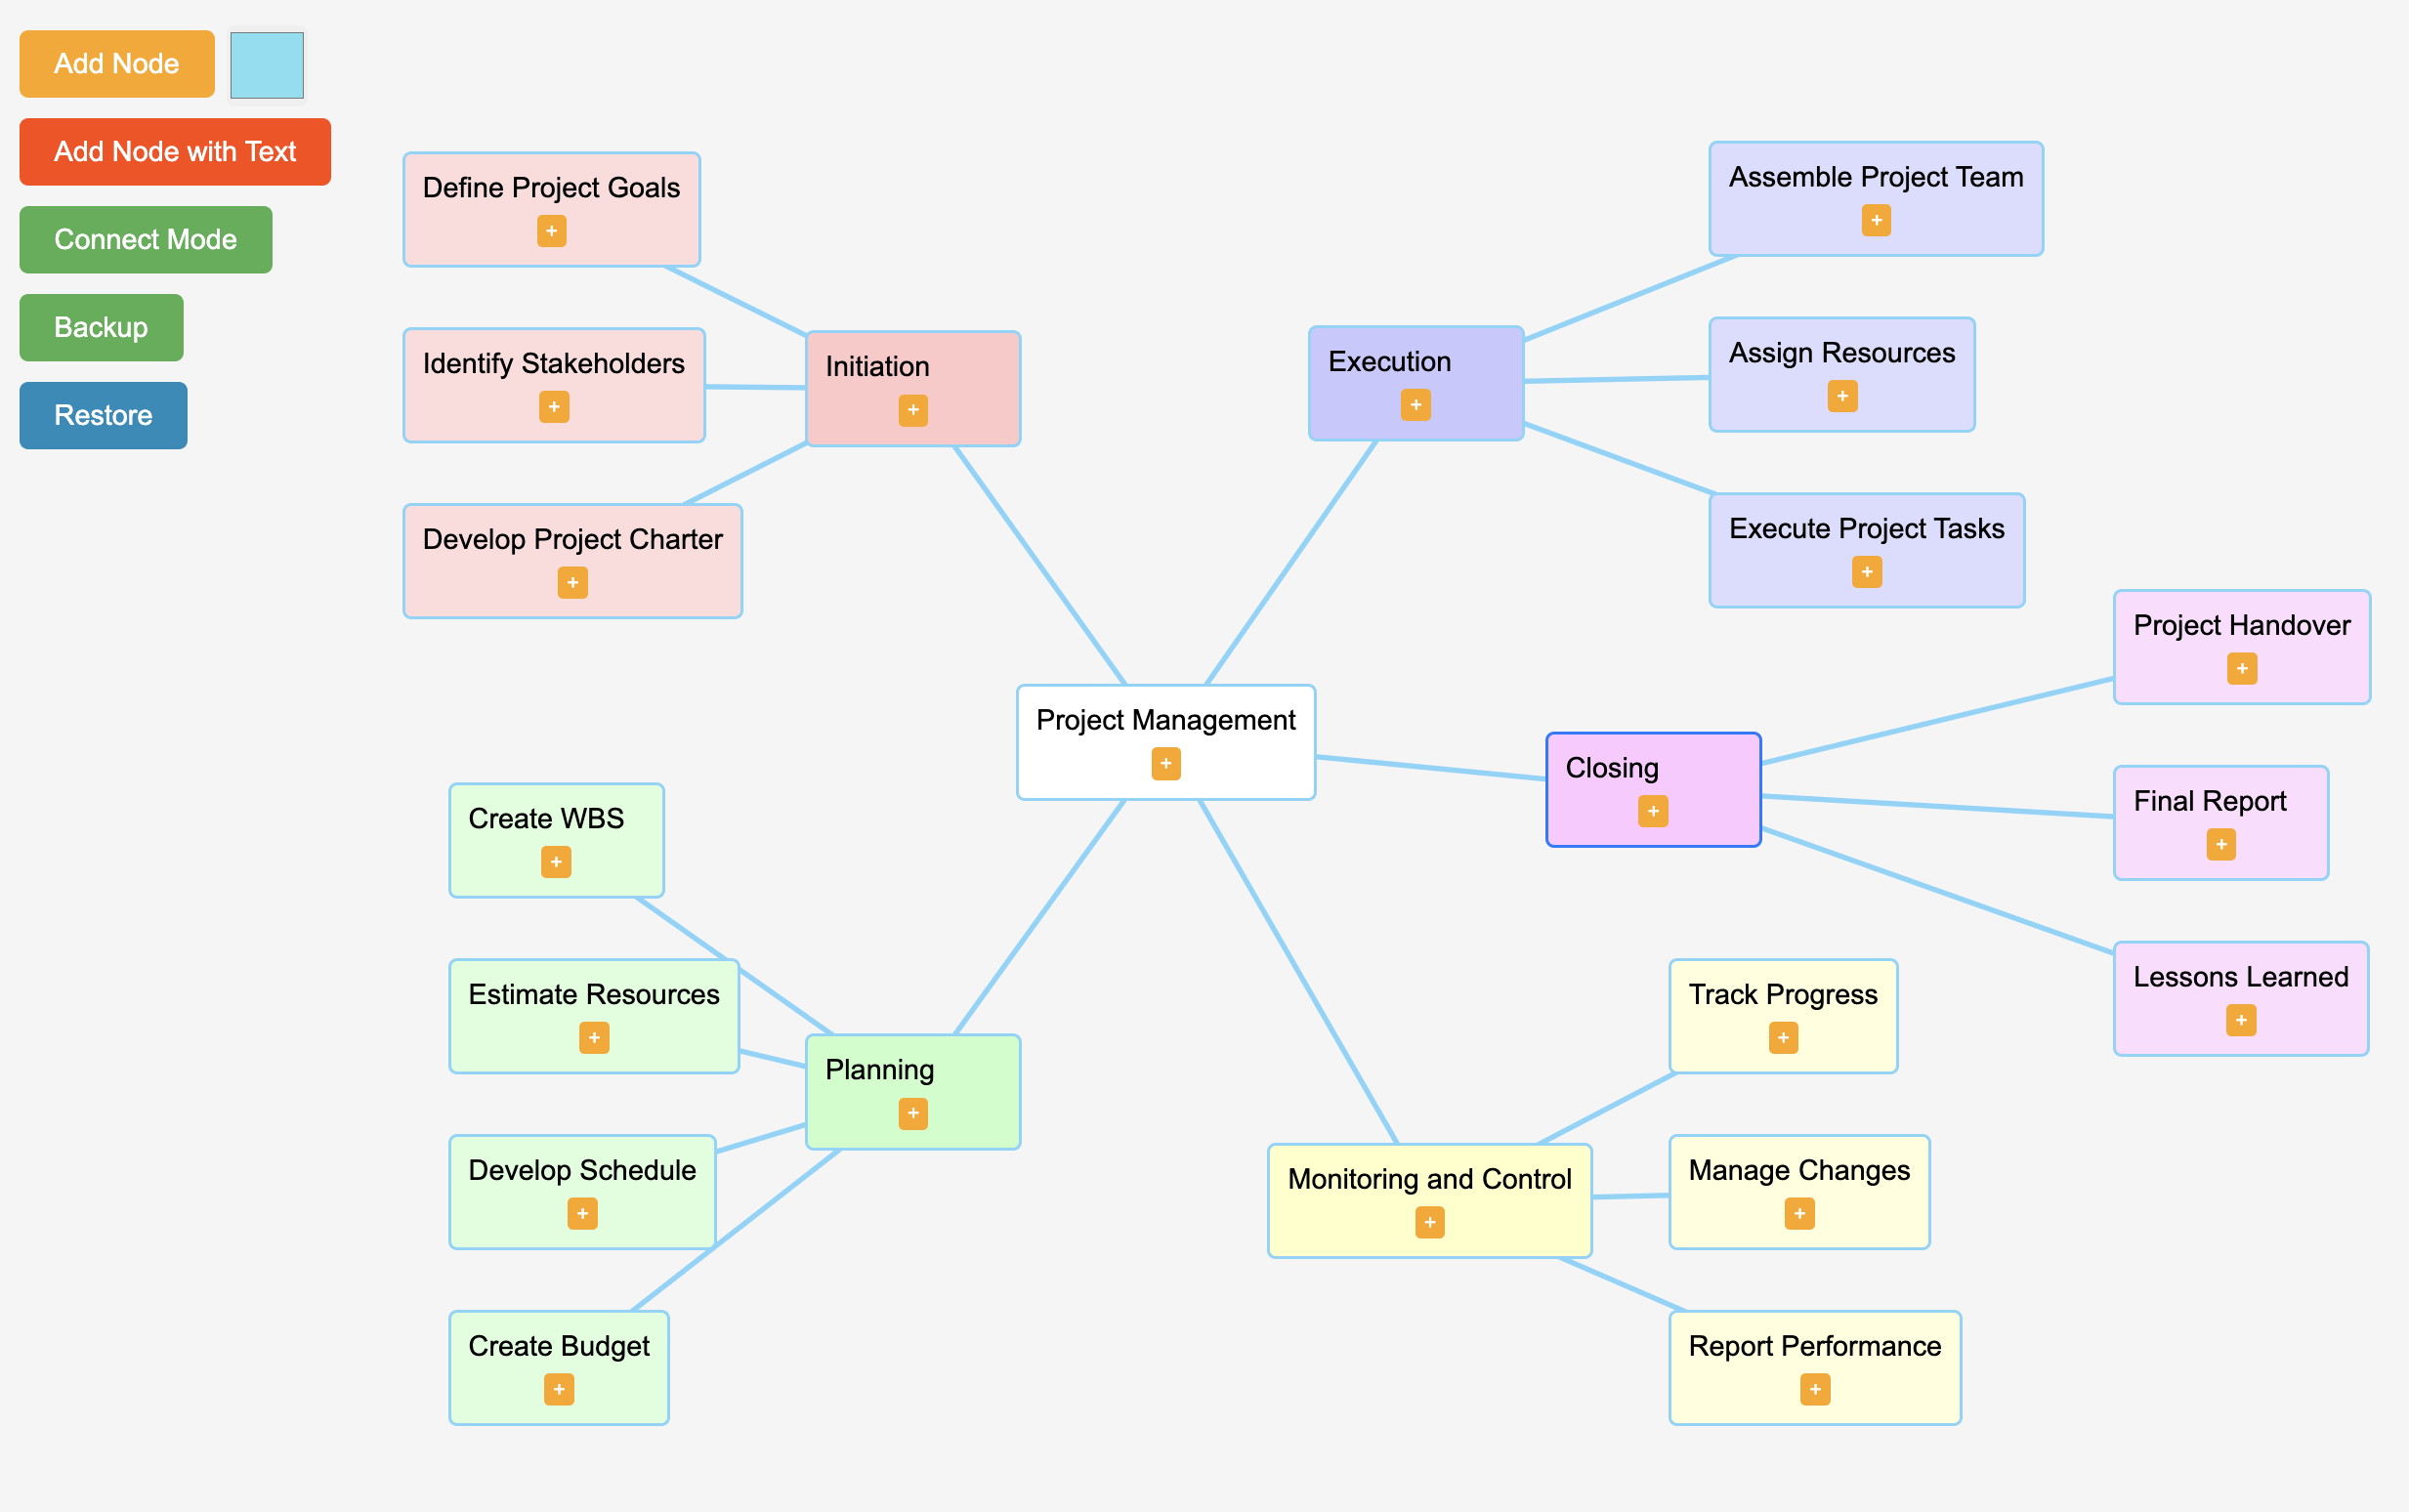 Add Node
Add Node with Text
Connect Mode
Backup
Restore
Define Project Goals
+
Identify Stakeholders
+
Develop Project Charter
+
Initiation
+
Execution
+
Assemble Project Team
+
Assign Resources
+
Execute Project Tasks
+
Project Management
+
Closing
+
Project Handover
+
Final Report
+
Lessons Learned
+
Create WBS
+
Estimate Resources
+
Develop Schedule
+
Create Budget
+
Planning
+
Monitoring and Control
+
Track Progress
+
Manage Changes
+
Report Performance
+